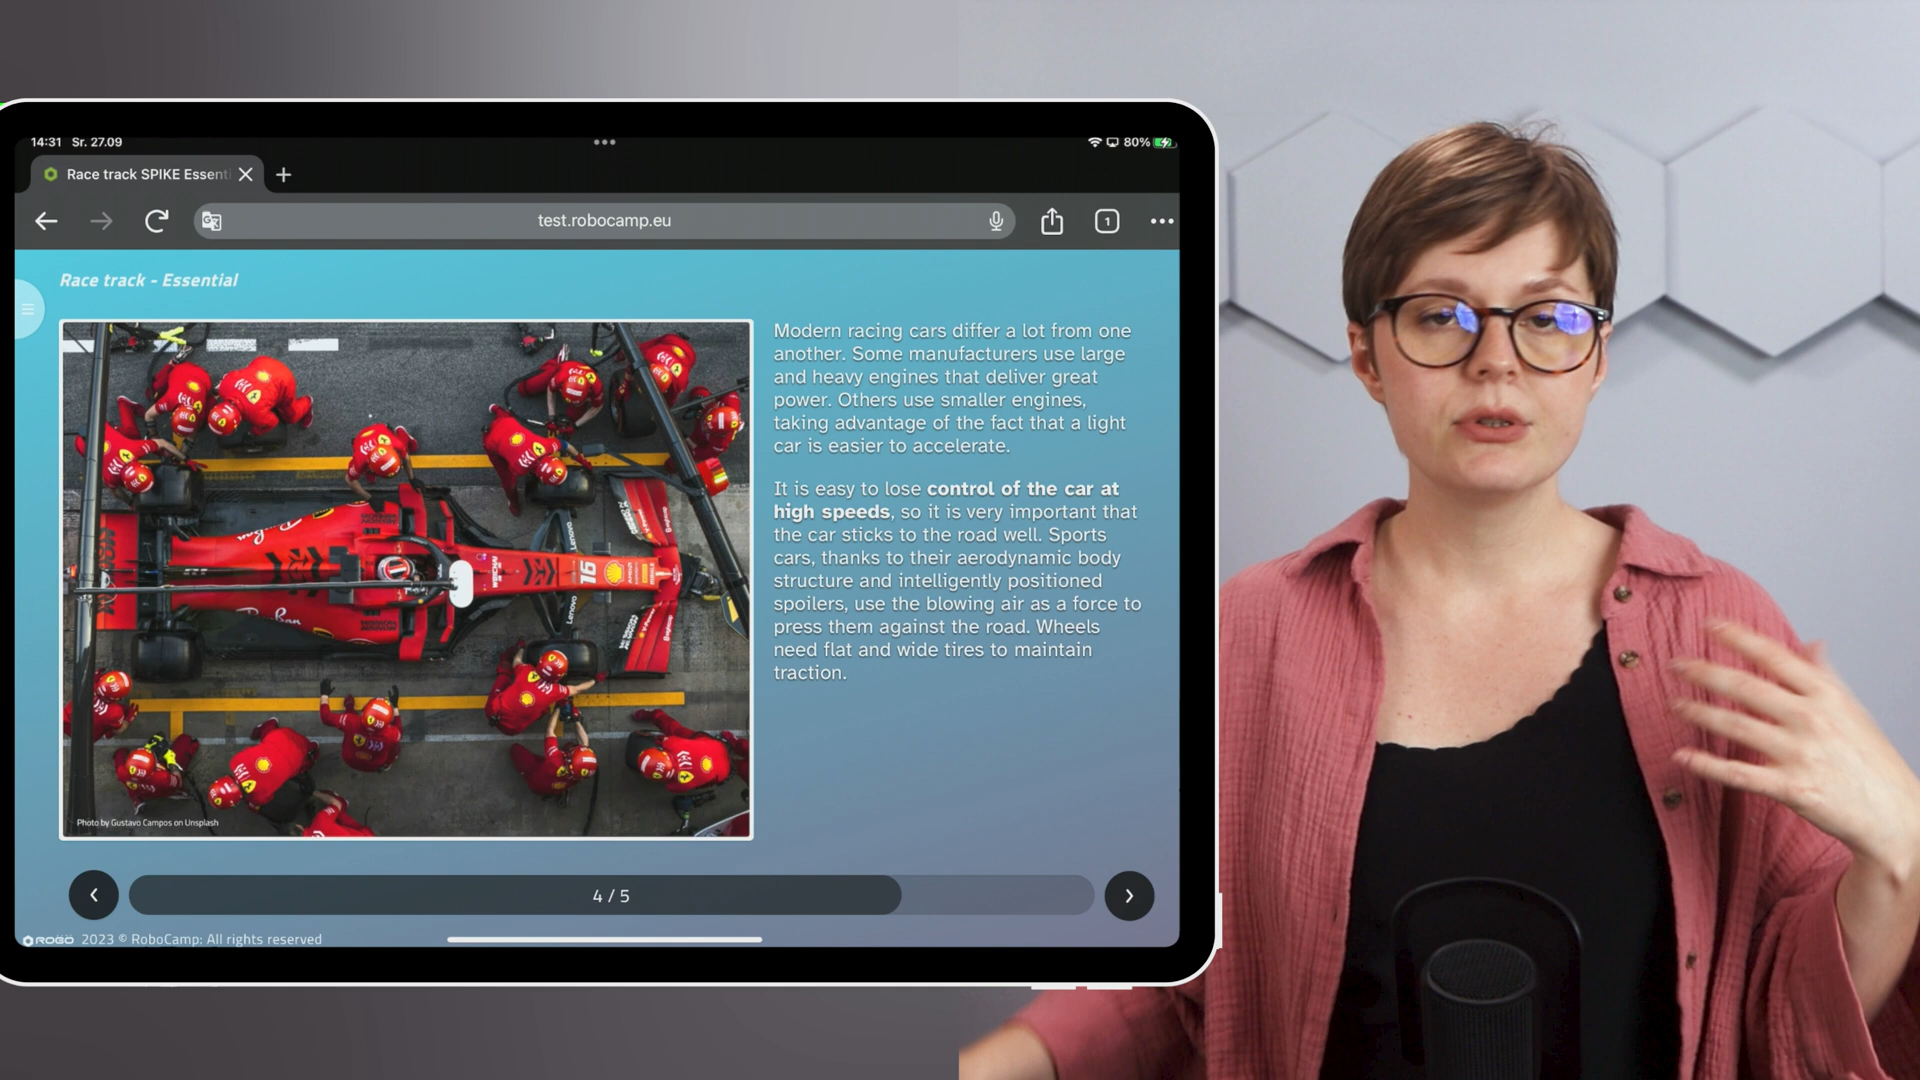 14:31 Śr. 27.09
80%
Race track SPIKE Essenti
test.robocamp.eu
1
Race track - Essential
Modern racing cars differ a lot from one
another. Some manufacturers use large
and heavy engines that deliver great
power. Others use smaller engines,
taking advantage of the fact that a light
car is easier to accelerate.
It is easy to lose control of the car at
high speeds, so it is very important that
the car sticks to the road well. Sports
cars, thanks to their aerodynamic body
structure and intelligently positioned
spoilers, use the blowing air as a force to
press them against the road. Wheels
need flat and wide tires to maintain
traction.
Lenovo
16
Lenovo
Photo by Gustavo Campos on Unsplash
4 / 5
2023 © RoboCamp: All rights reserved